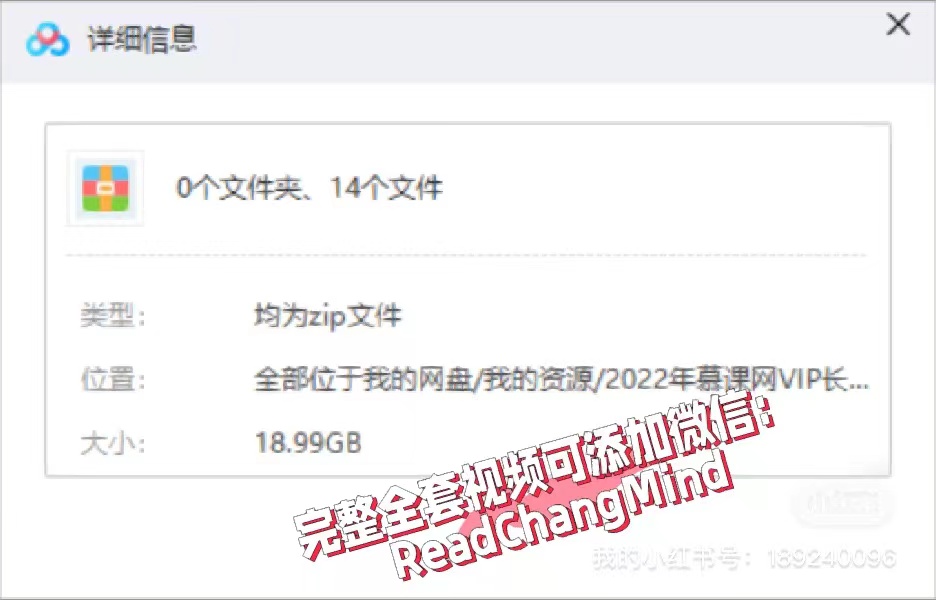 详细信息
0个文件夹、14个文件
类型： 均为zip文件
位置： 全部位于我的网盘/我的资源/2022年慕课网VIP长...
大小： 18.99GB
完整全套视频可添加微信：
ReadChangMind
小红书
我的小红书号：189240096